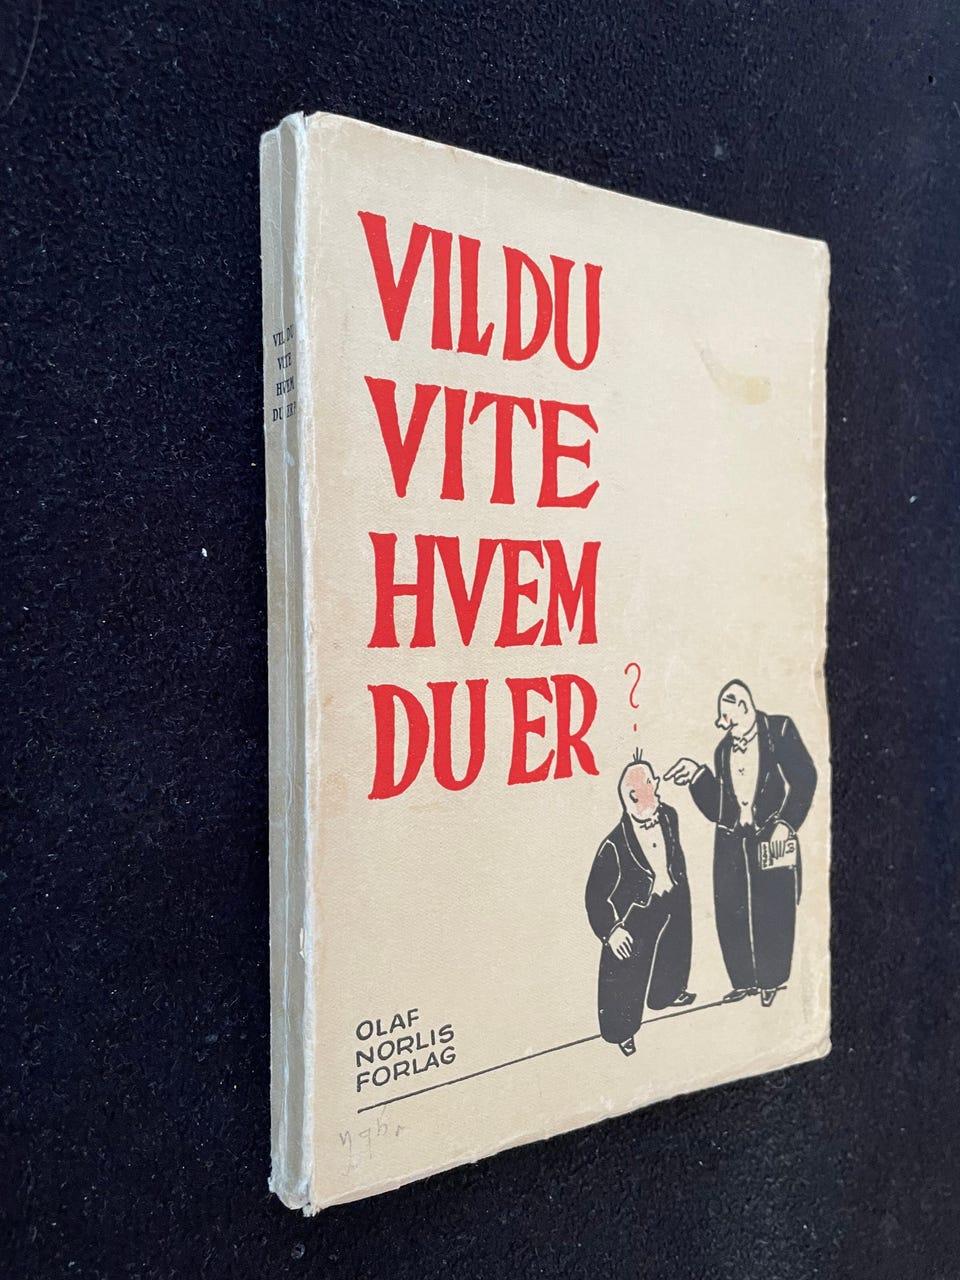 VIL DU
VITE
HVEM
DU ER?
VIL DU
VITE
HVEM
DU ER
?
OLAF
NORLIS
FORLAG